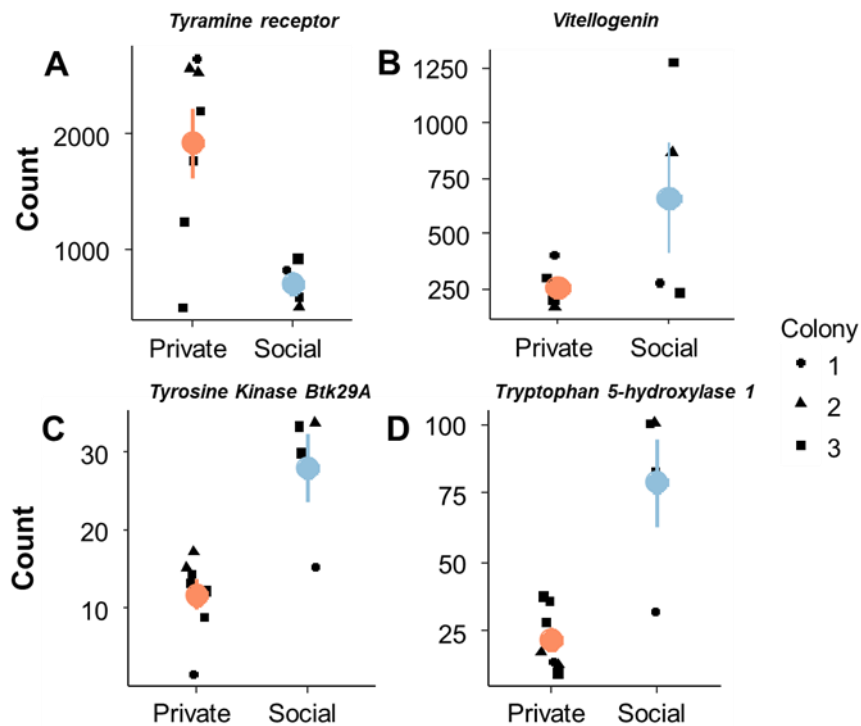 Tyramine receptor
A
Count
2000
1000
Private Social
Vitellogenin
B
1250
1000
750
500
250
Private Social
Tyrosine Kinase Btk29A
C
Count
30
20
10
Private Social
Tryptophan 5-hydroxylase 1
D
100
75
50
25
Private Social
Colony
1
2
3